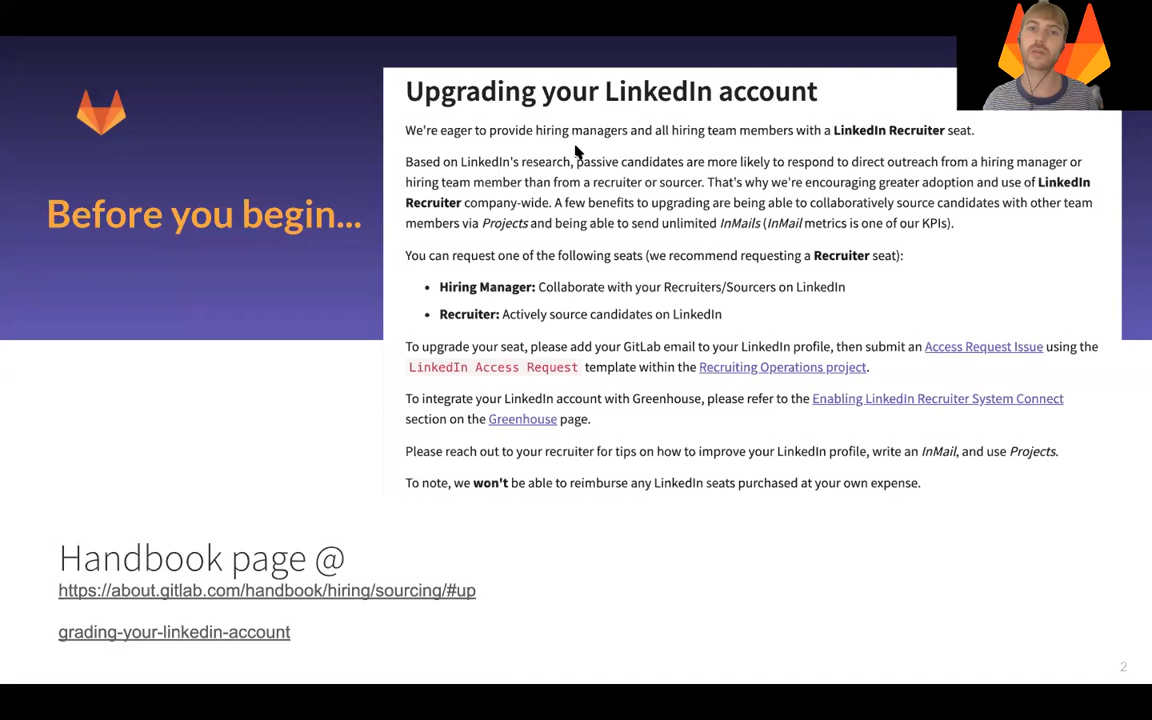 Before you begin...
Upgrading your LinkedIn account
We're eager to provide hiring managers and all hiring team members with a LinkedIn Recruiter seat.
Based on LinkedIn's research, passive candidates are more likely to respond to direct outreach from a hiring manager or
hiring team member than from a recruiter or sourcer. That's why we're encouraging greater adoption and use of LinkedIn
Recruiter company-wide. A few benefits to upgrading are being able to collaboratively source candidates with other team
members via Projects and being able to send unlimited InMails (InMail metrics is one of our KPIs).
You can request one of the following seats (we recommend requesting a Recruiter seat):
• Hiring Manager: Collaborate with your Recruiters/Sourcers on LinkedIn
• Recruiter: Actively source candidates on LinkedIn
To upgrade your seat, please add your GitLab email to your LinkedIn profile, then submit an Access Request Issue using the
LinkedIn Access Request template within the Recruiting Operations project.
To integrate your LinkedIn account with Greenhouse, please refer to the Enabling LinkedIn Recruiter System Connect
section on the Greenhouse page.
Please reach out to your recruiter for tips on how to improve your LinkedIn profile, write an InMail, and use Projects.
To note, we won't be able to reimburse any LinkedIn seats purchased at your own expense.
Handbook page @
https://about.gitlab.com/handbook/hiring/sourcing/#up
grading-your-linkedin-account
2